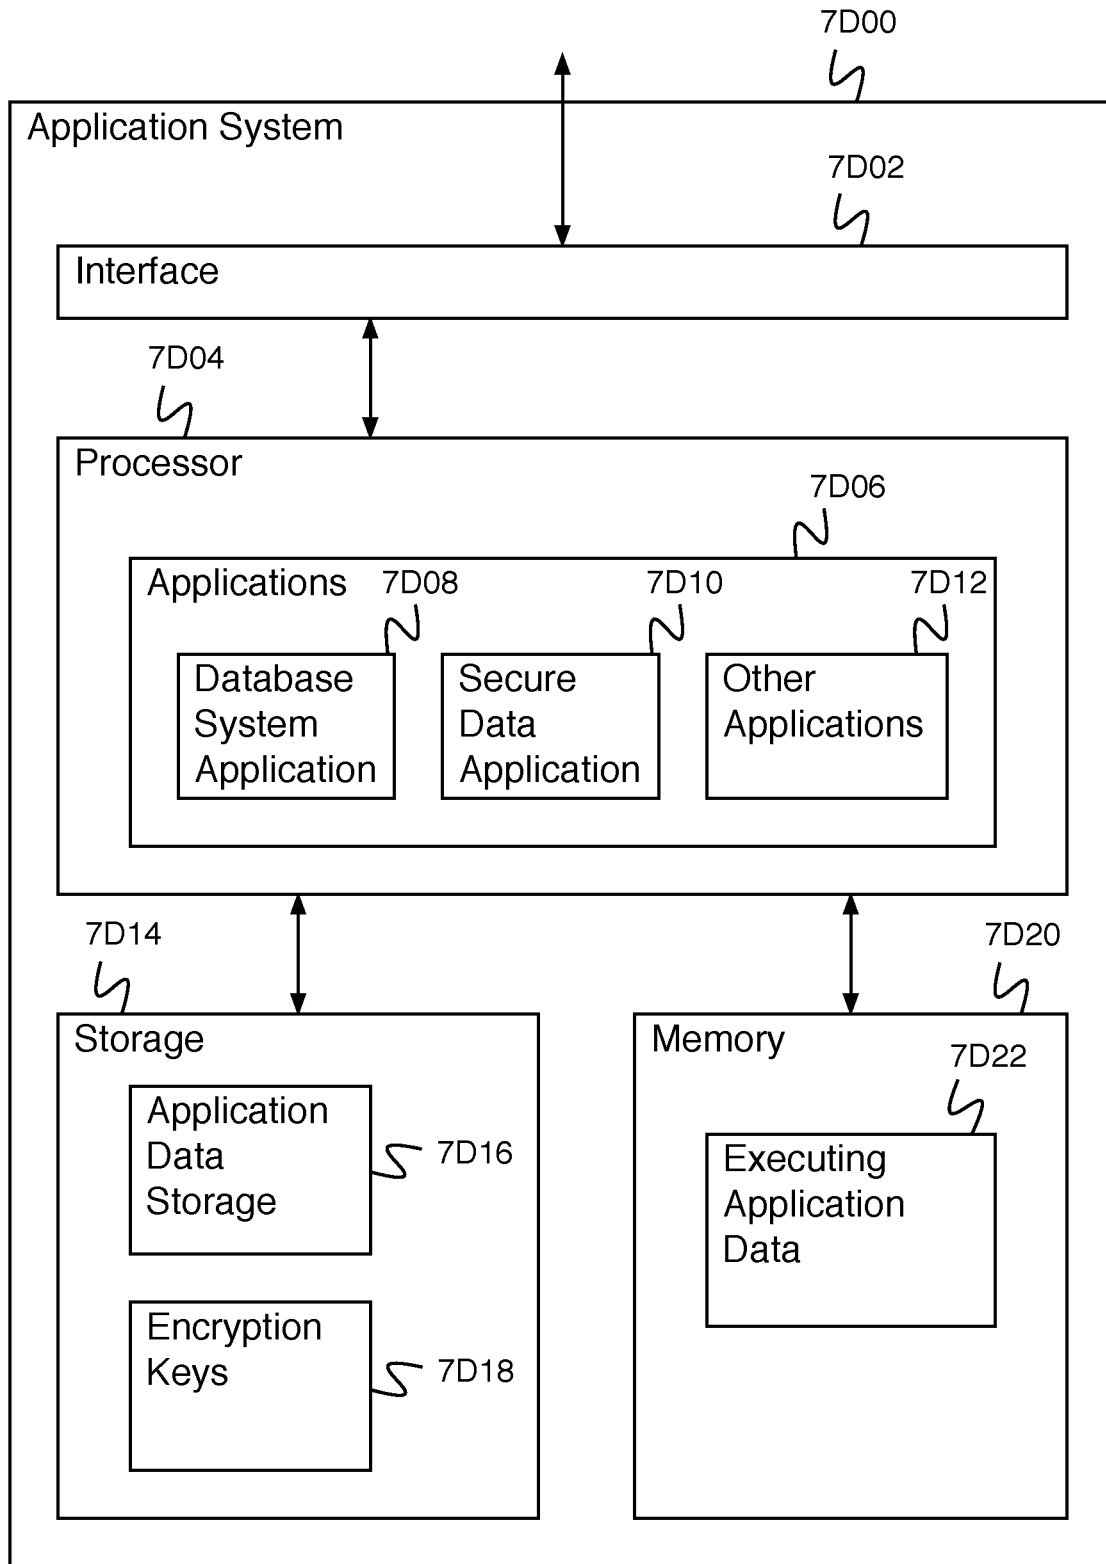 7D00
Application System
7D02
Interface
7D04
Processor
7D06
Applications
7D08
7D10
7D12
Database
System
Application
Secure
Data
Application
Other
Applications
7D14
7D20
Storage
Application
Data
Storage
7D16
Encryption
Keys
7D18
Memory
7D22
Executing
Application
Data